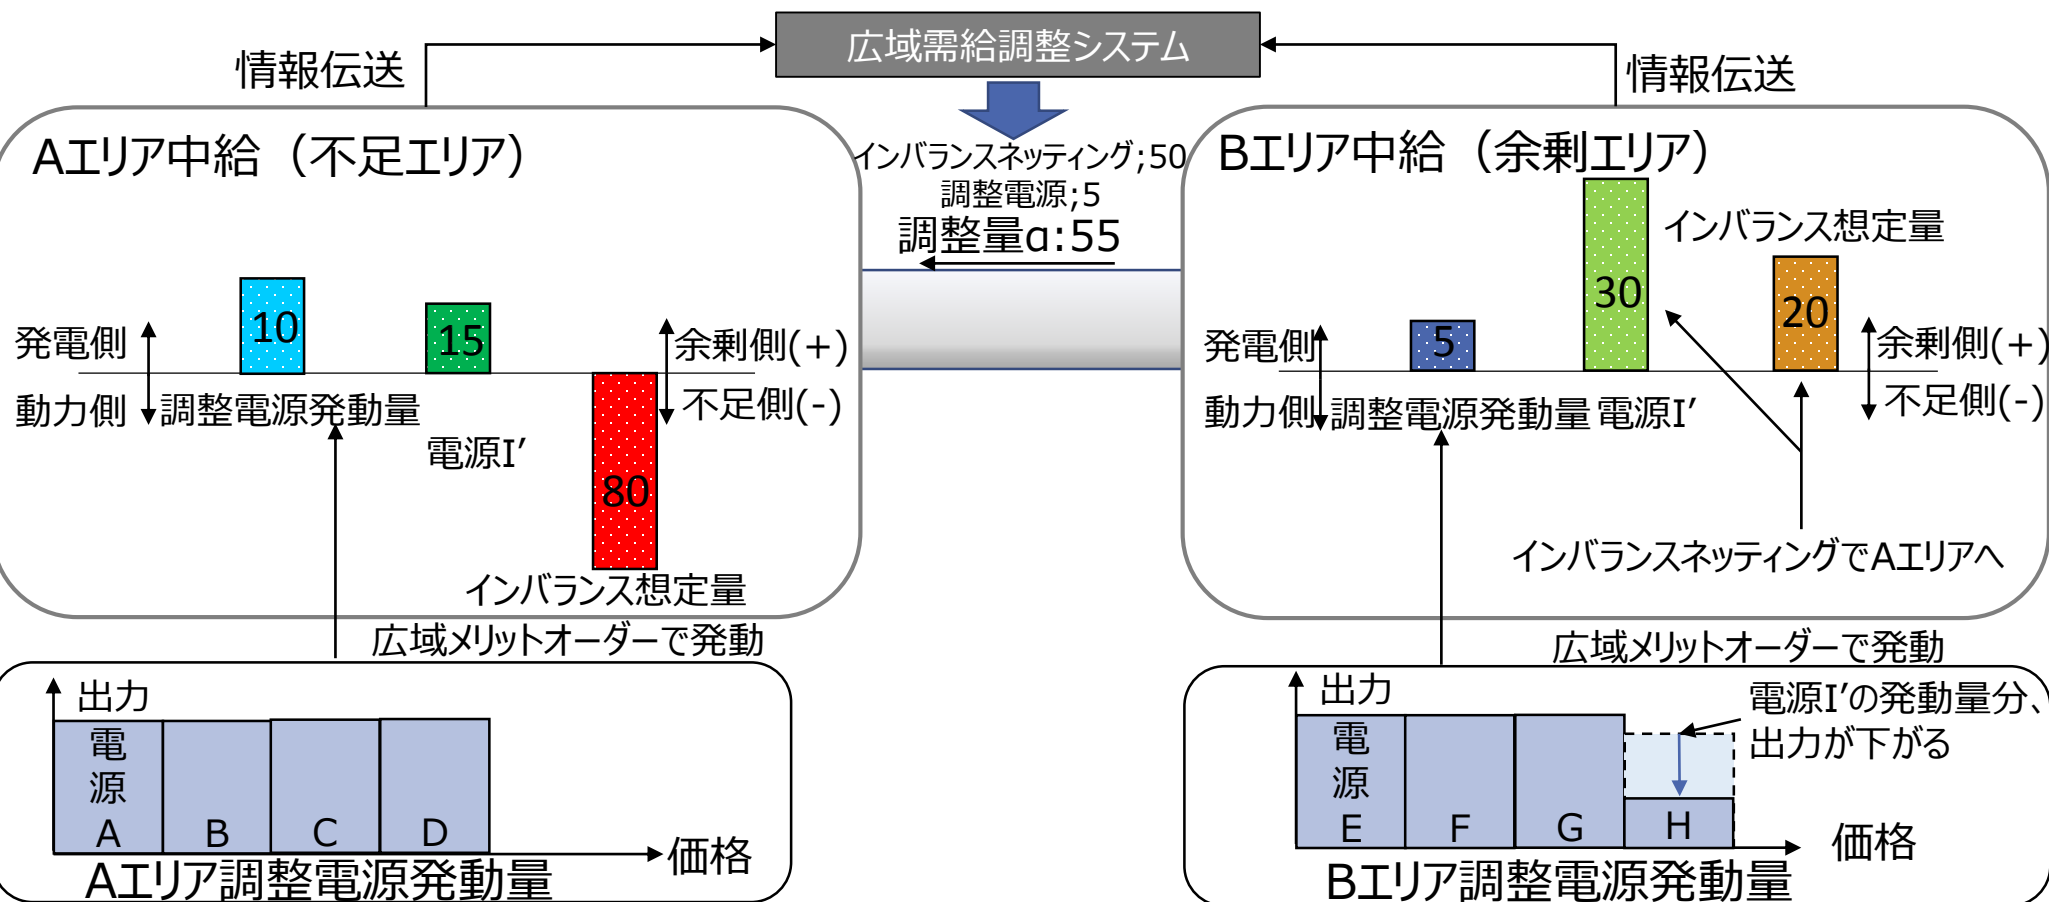 広域需給調整システム
情報伝送
情報伝送
Aエリア中給（不足エリア）
インバランスネッティング;50
調整電源;5
調整量α:55
Bエリア中給（余剰エリア）
インバランス想定量
10
15
80
発電側
動力側
余剰側(+)
不足側(-)
調整電源発動量
電源I’
インバランス想定量
5
30
20
発電側
動力側
余剰側(+)
不足側(-)
調整電源発動量
電源I’
インバランスネッティングでAエリアへ
広域メリットオーダーで発動
広域メリットオーダーで発動
出力
電
源
A
B
C
D
価格
Aエリア調整電源発動量
出力
電源I’の発動量分、
出力が下がる
電
源
E
F
G
H
価格
Bエリア調整電源発動量